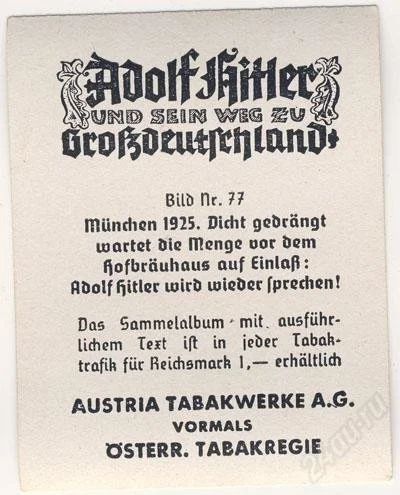 Adolf Hitler
UND SEIN WEG ZU
Großdeutschland
Bild Nr. 77
München 1925. Dicht gedrängt
wartet die Menge vor dem
Hofbräuhaus auf Einlaß:
Adolf Hitler wird wieder sprechen!
Das Sammelalbum mit ausführ-
lichem Text ist in jeder Tabak-
trafik für Reichsmark 1,— erhältlich
AUSTRIA TABAKWERKE A.G.
VORMALS
ÖSTERR. TABAKREGIE
24au.ru